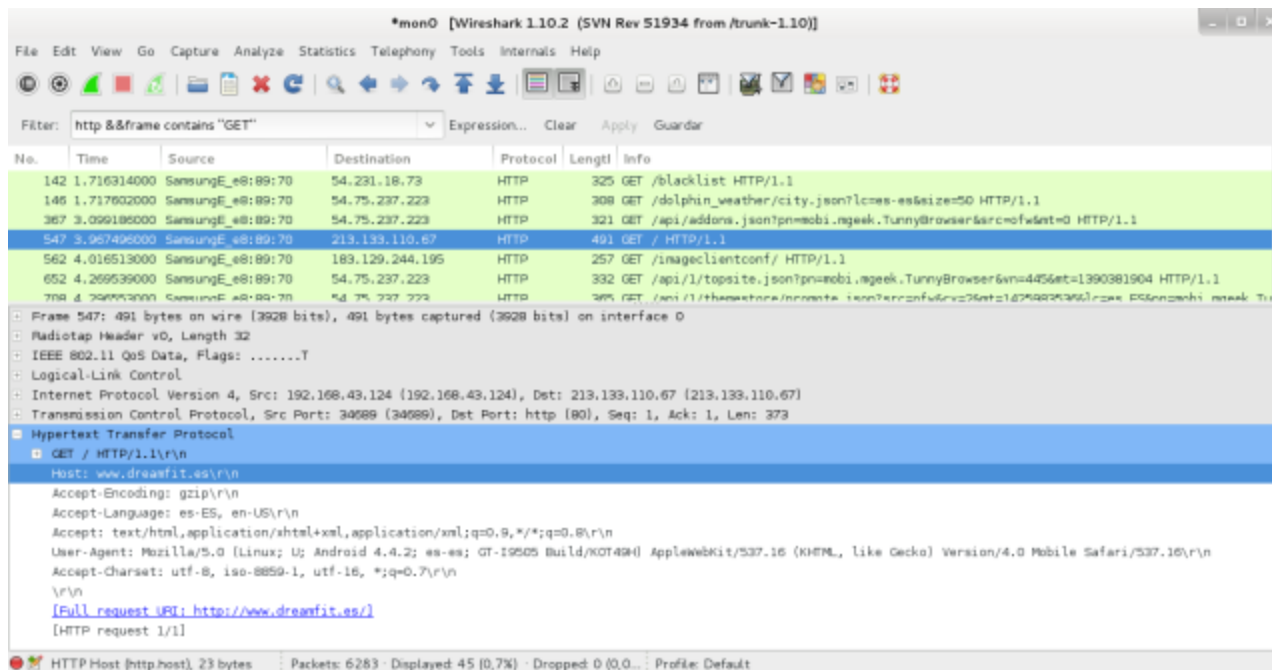 *mon0 [Wireshark 1.10.2 (SVN Rev 51934 from /trunk-1.10)]
File Edit View Go Capture Analyze Statistics Telephony Tools Internals Help
Filter: http &&frame contains "GET" Expression... Clear Apply Guardar
No. Time Source Destination Protocol Lengtl Info
142 1.716314000 SamsungE_e8:89:70 54.231.18.73 HTTP 325 GET /blacklist HTTP/1.1
146 1.717602000 SamsungE_e8:89:70 54.75.237.223 HTTP 308 GET /dolphin_weather/city.json?lc=es-es&size=50 HTTP/1.1
367 3.099186000 SamsungE_e8:89:70 54.75.237.223 HTTP 321 GET /api/addons.json?pn=mobi.mgeek.TunnyBrowser&src=ofw&mt=0 HTTP/1.1
547 3.967496000 SamsungE_e8:89:70 213.133.110.67 HTTP 491 GET / HTTP/1.1
562 4.016513000 SamsungE_e8:89:70 183.129.244.195 HTTP 257 GET /imageclientconf/ HTTP/1.1
652 4.269539000 SamsungE_e8:89:70 54.75.237.223 HTTP 332 GET /api/1/topsite.json?pn=mobi.mgeek.TunnyBrowser&vn=445&mt=1390381904 HTTP/1.1
708 4.296553000 SamsungE_e8:89:70 54.75.237.223 HTTP 365 GET
Frame 547: 491 bytes on wire (3928 bits), 491 bytes captured (3928 bits) on interface 0
Radiotap Header v0, Length 32
IEEE 802.11 QoS Data, Flags: .......T
Logical-Link Control
Internet Protocol Version 4, Src: 192.168.43.124 (192.168.43.124), Dst: 213.133.110.67 (213.133.110.67)
Transmission Control Protocol, Src Port: 34689 (34689), Dst Port: http (80), Seq: 1, Ack: 1, Len: 373
Hypertext Transfer Protocol
GET / HTTP/1.1\r\n
Host: www.dreamfit.es\r\n
Accept-Encoding: gzip\r\n
Accept-Language: es-ES, en-US\r\n
Accept: text/html,application/xhtml+xml,application/xml;q=0.9,*/*;q=0.8\r\n
User-Agent: Mozilla/5.0 (Linux; U; Android 4.4.2; es-es; GT-I9505 Build/KOT49H) AppleWebKit/537.16 (KHTML, like Gecko) Version/4.0 Mobile Safari/537.16\r\n
Accept-Charset: utf-8, iso-8859-1, utf-16, *;q=0.7\r\n
\r\n
[Full request URI: http://www.dreamfit.es/]
[HTTP request 1/1]
HTTP Host (http.host), 23 bytes Packets: 6283 · Displayed: 45 (0,7%) · Dropped: 0 (0,0... Profile: Default